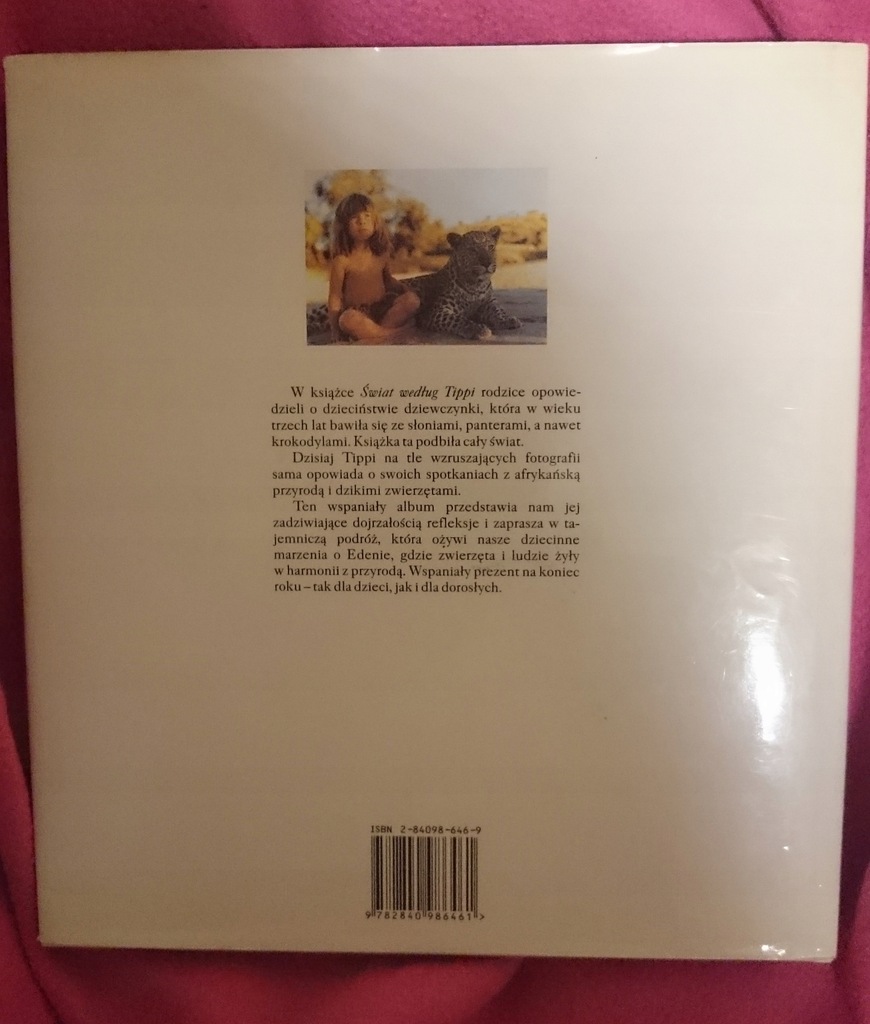 W książce Świat według Tippi rodzice opowie-
dzieli o dzieciństwie dziewczynki, która w wieku
trzech lat bawiła się ze słoniami, panterami, a nawet
krokodylami. Książka ta podbiła cały świat.
Dzisiaj Tippi na tle wzruszających fotografii
sama opowiada o swoich spotkaniach z afrykańską
przyrodą i dzikimi zwierzętami.
Ten wspaniały album przedstawia nam jej
zadziwiające dojrzałością refleksje i zaprasza w ta-
jemniczą podróż, która ożywi nasze dziecinne
marzenia o Edenie, gdzie zwierzęta i ludzie żyły
w harmonii z przyrodą. Wspaniały prezent na koniec
roku – tak dla dzieci, jak i dla dorosłych.
ISBN 2-84098-646-9
9 782840 986461 >